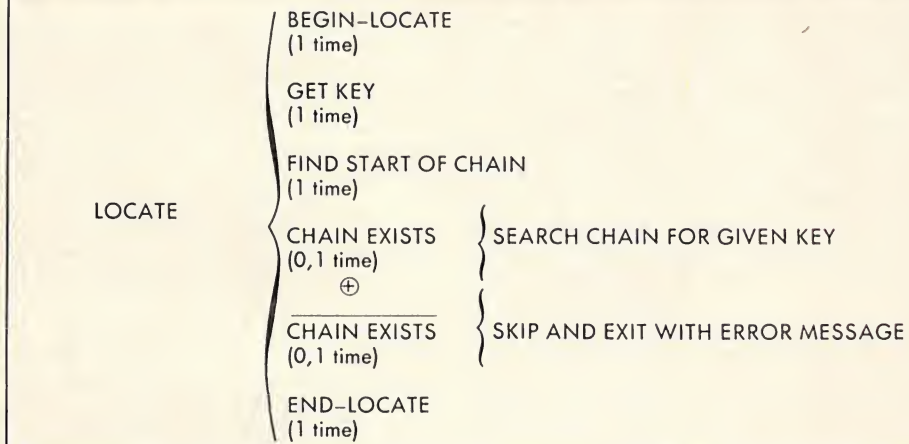 BEGIN–LOCATE
(1 time)
GET KEY
(1 time)
FIND START OF CHAIN
(1 time)
LOCATE
CHAIN EXISTS
(0,1 time)
SEARCH CHAIN FOR GIVEN KEY
⊕
CHAIN EXISTS
(0,1 time)
SKIP AND EXIT WITH ERROR MESSAGE
END–LOCATE
(1 time)